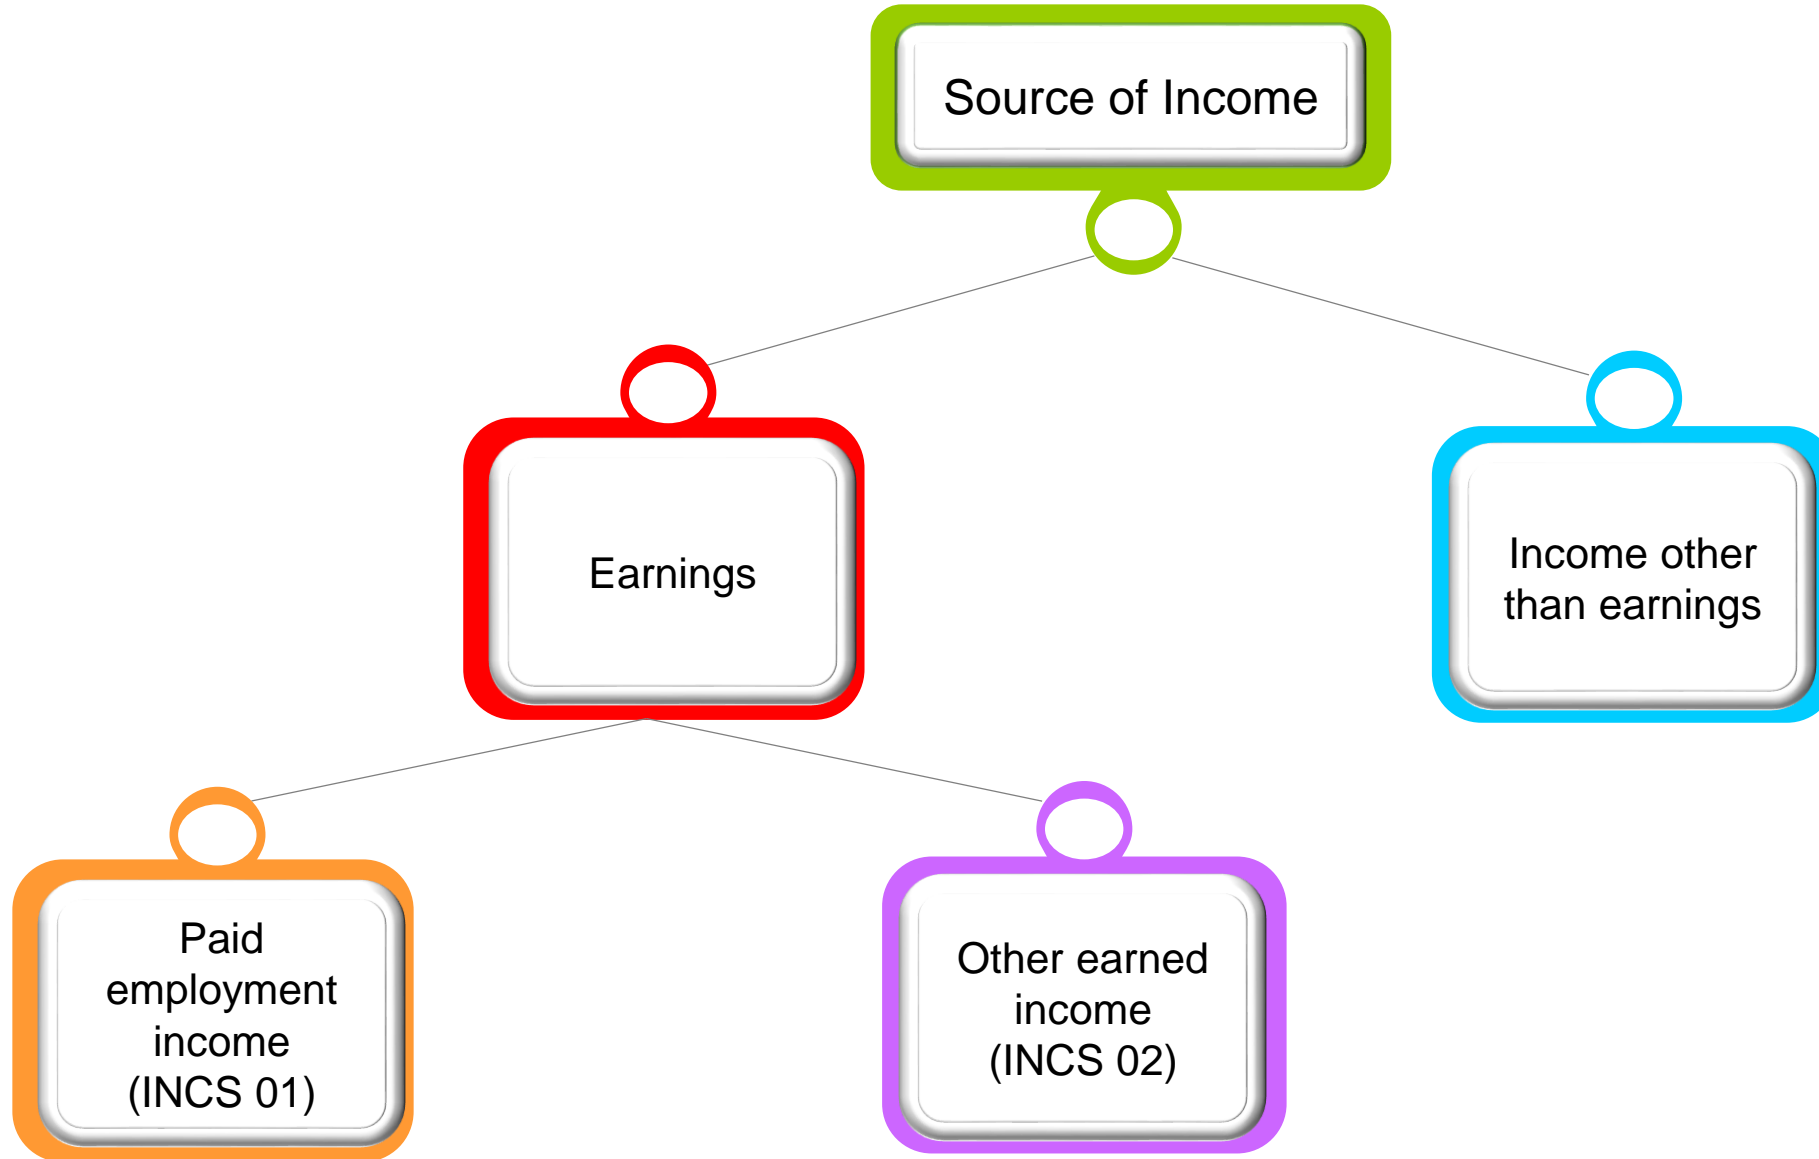 Source of Income
Earnings
Income other
than earnings
Paid
employment
income
(INCS 01)
Other earned
income
(INCS 02)